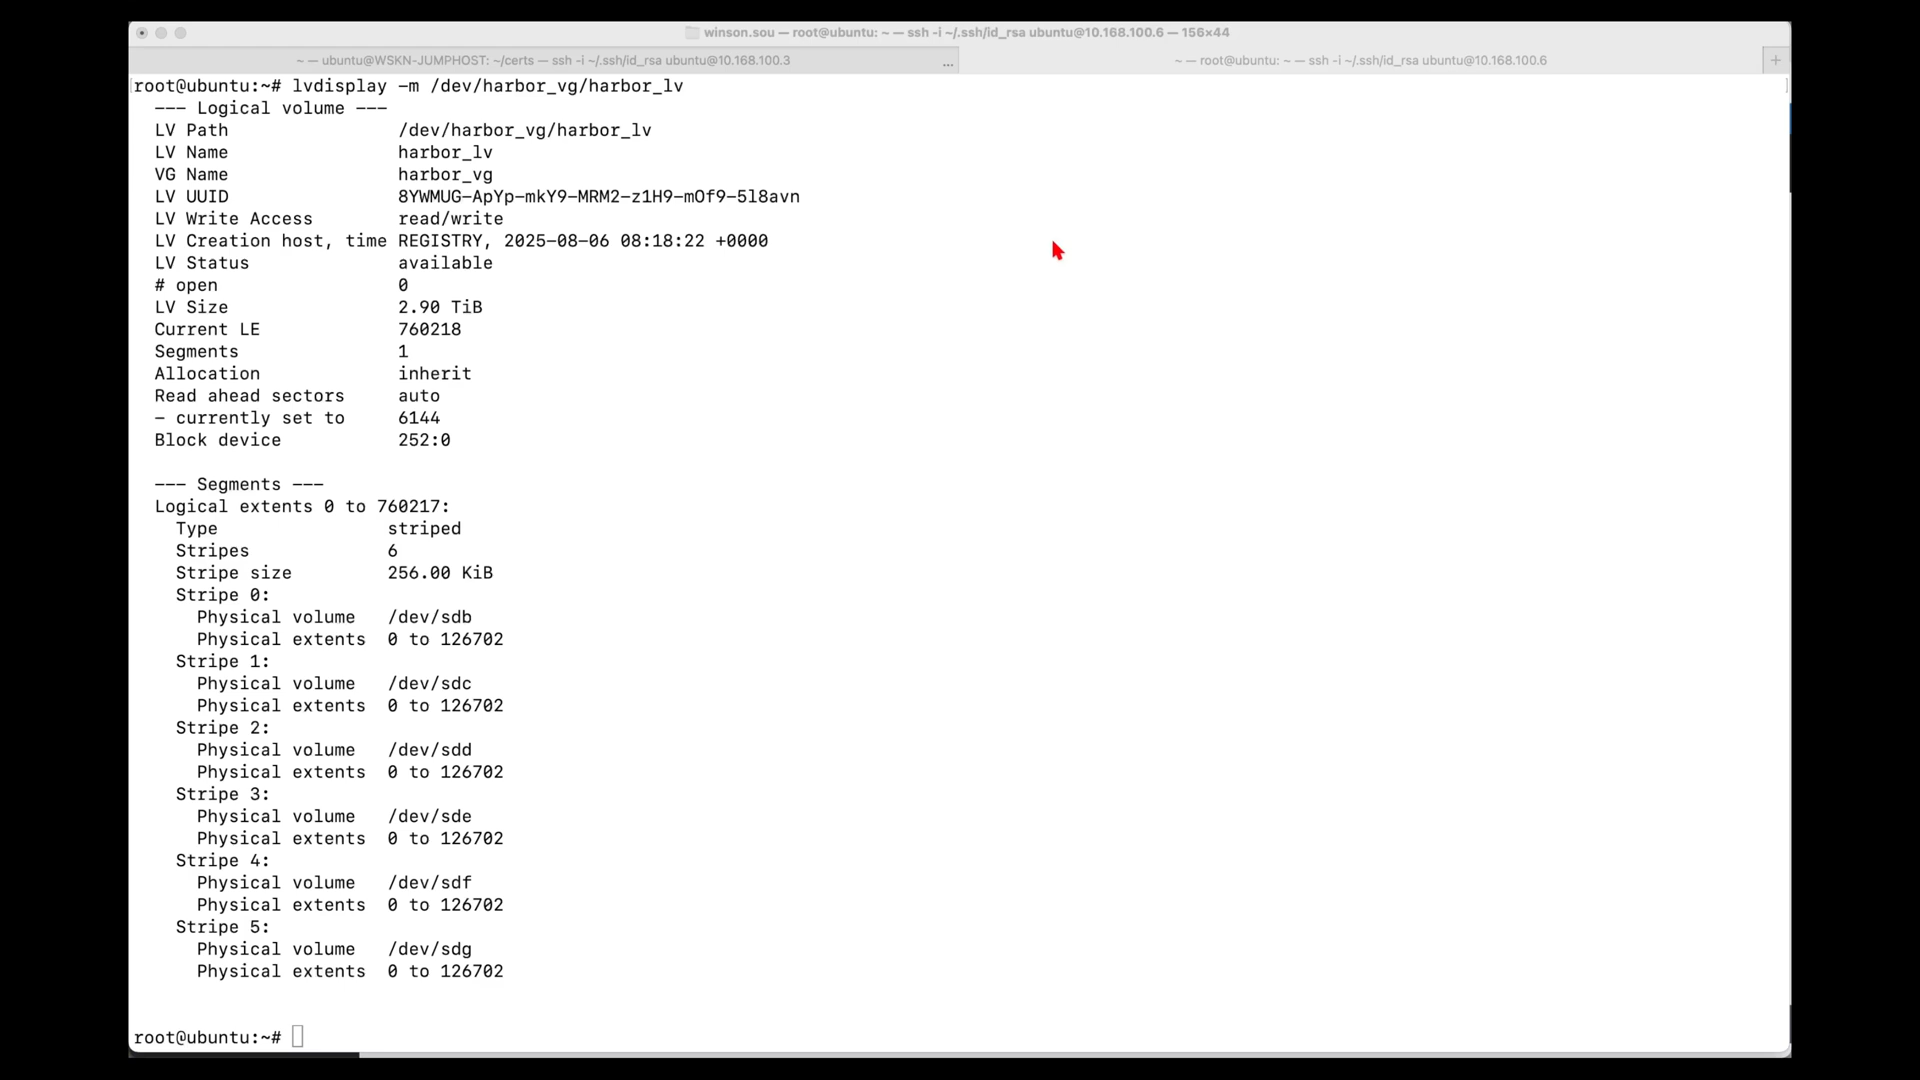 winson.sou — root@ubuntu: ~ — ssh -i ~/.ssh/id_rsa ubuntu@10.168.100.6 — 156×44
~ — ubuntu@WSKN-JUMPHOST: ~/certs — ssh -i ~/.ssh/id_rsa ubuntu@10.168.100.3 ...
~ — root@ubuntu: ~ — ssh -i ~/.ssh/id_rsa ubuntu@10.168.100.6 +
root@ubuntu:~# lvdisplay -m /dev/harbor_vg/harbor_lv
--- Logical volume ---
LV Path /dev/harbor_vg/harbor_lv
LV Name harbor_lv
VG Name harbor_vg
LV UUID 8YWMUG-ApYp-mkY9-MRM2-z1H9-mOf9-5l8avn
LV Write Access read/write
LV Creation host, time REGISTRY, 2025-08-06 08:18:22 +0000
LV Status available
# open 0
LV Size 2.90 TiB
Current LE 760218
Segments 1
Allocation inherit
Read ahead sectors auto
- currently set to 6144
Block device 252:0
--- Segments ---
Logical extents 0 to 760217:
Type striped
Stripes 6
Stripe size 256.00 KiB
Stripe 0:
Physical volume /dev/sdb
Physical extents 0 to 126702
Stripe 1:
Physical volume /dev/sdc
Physical extents 0 to 126702
Stripe 2:
Physical volume /dev/sdd
Physical extents 0 to 126702
Stripe 3:
Physical volume /dev/sde
Physical extents 0 to 126702
Stripe 4:
Physical volume /dev/sdf
Physical extents 0 to 126702
Stripe 5:
Physical volume /dev/sdg
Physical extents 0 to 126702
root@ubuntu:~#